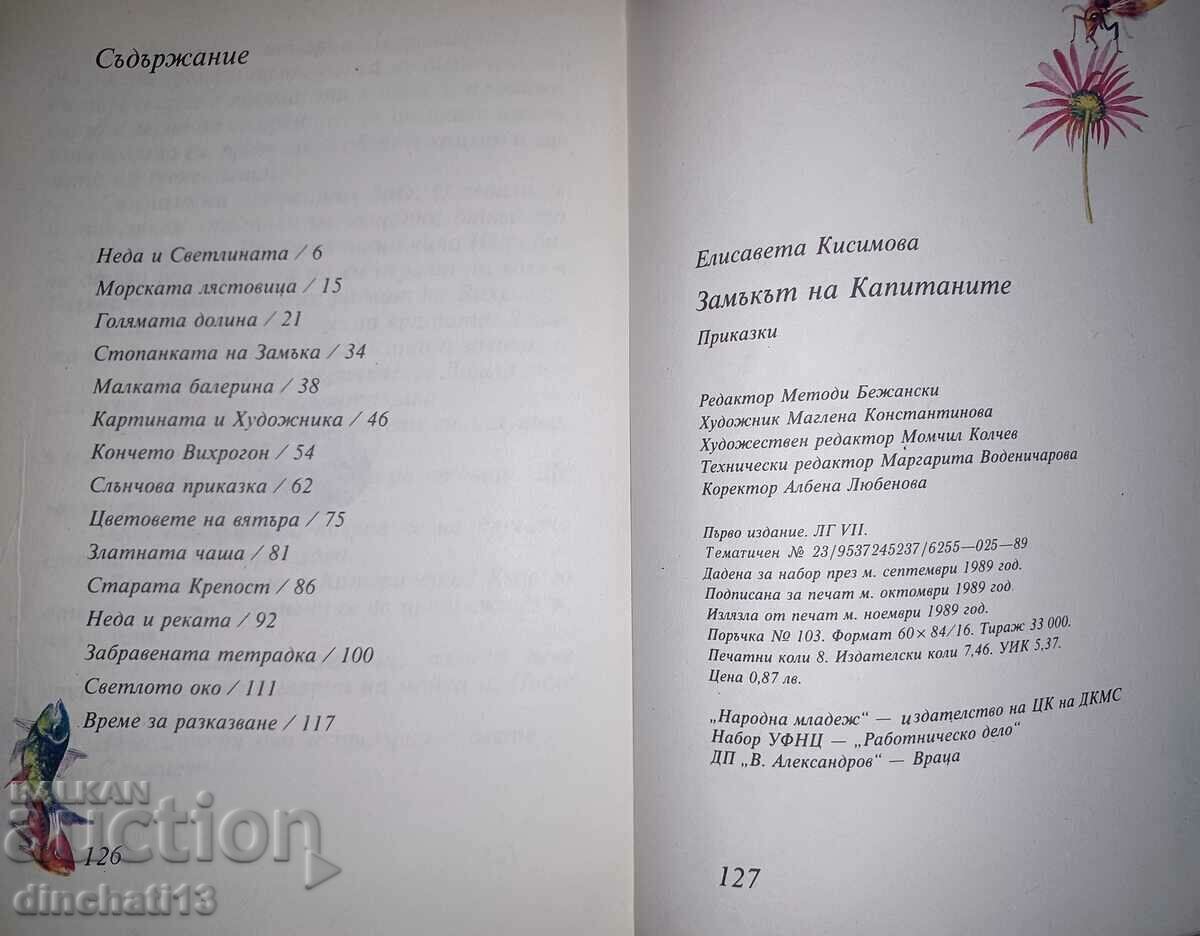 Съдържание
Неда и Светлината / 6
Морската лястовица / 15
Голямата долина / 21
Стопанката на Замъка / 34
Малката балерина / 38
Картината и Художника / 46
Кончето Вихрогон / 54
Слънчова приказка / 62
Цветовете на вятъра / 75
Златната чаша / 81
Старата Крепост / 86
Неда и реката / 92
Забравената тетрадка / 100
Светлото око / 111
Време за разказване / 117
126
Елисавета Кисимова
Замъкът на Капитаните
Приказки
Редактор Методи Бежански
Художник Маглена Константинова
Художествен редактор Момчил Колчев
Технически редактор Маргарита Воденичарова
Коректор Албена Любенова
Първо издание. ЛГ VII.
Тематичен № 23/9537245237/6255—025—89
Дадена за набор през м. септември 1989 год.
Подписана за печат м. октомври 1989 год.
Излязла от печат м. ноември 1989 год.
Поръчка № 103. Формат 60×84/16. Тираж 33 000.
Печатни коли 8. Издателски коли 7,46. УИК 5,37.
Цена 0,87 лв.
„Народна младеж“ — издателство на ЦК на ДКМС
Набор УФНЦ — „Работническо дело“
ДП „В. Александров“ — Враца
127
BALKAN
auction
dinchati13